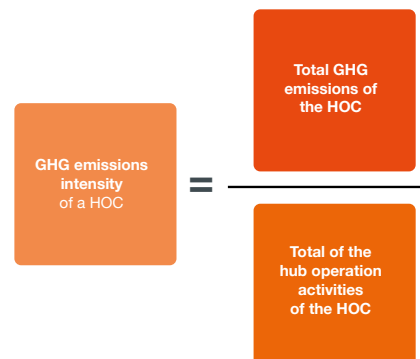 GHG emissions
intensity
of a HOC
=
Total GHG
emissions of
the HOC
Total of the
hub operation
activities
of the HOC